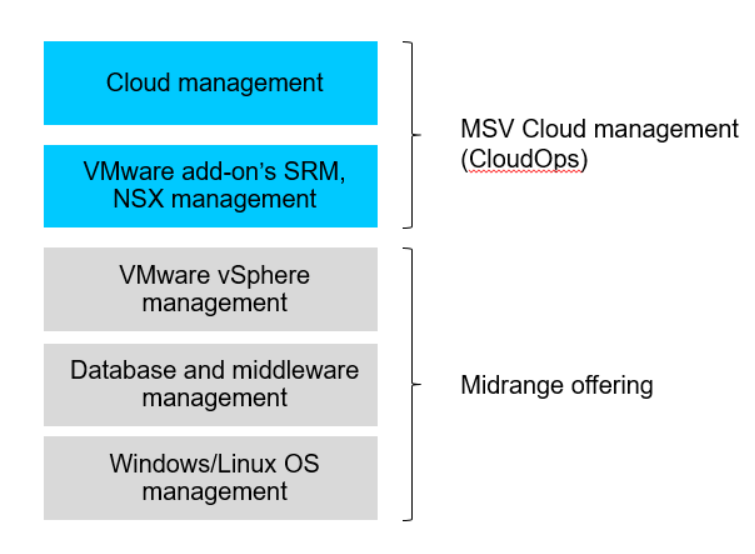 Cloud management
VMware add-on’s SRM,
NSX management
MSV Cloud management
(CloudOps)
VMware vSphere
management
Database and middleware
management
Windows/Linux OS
management
Midrange offering